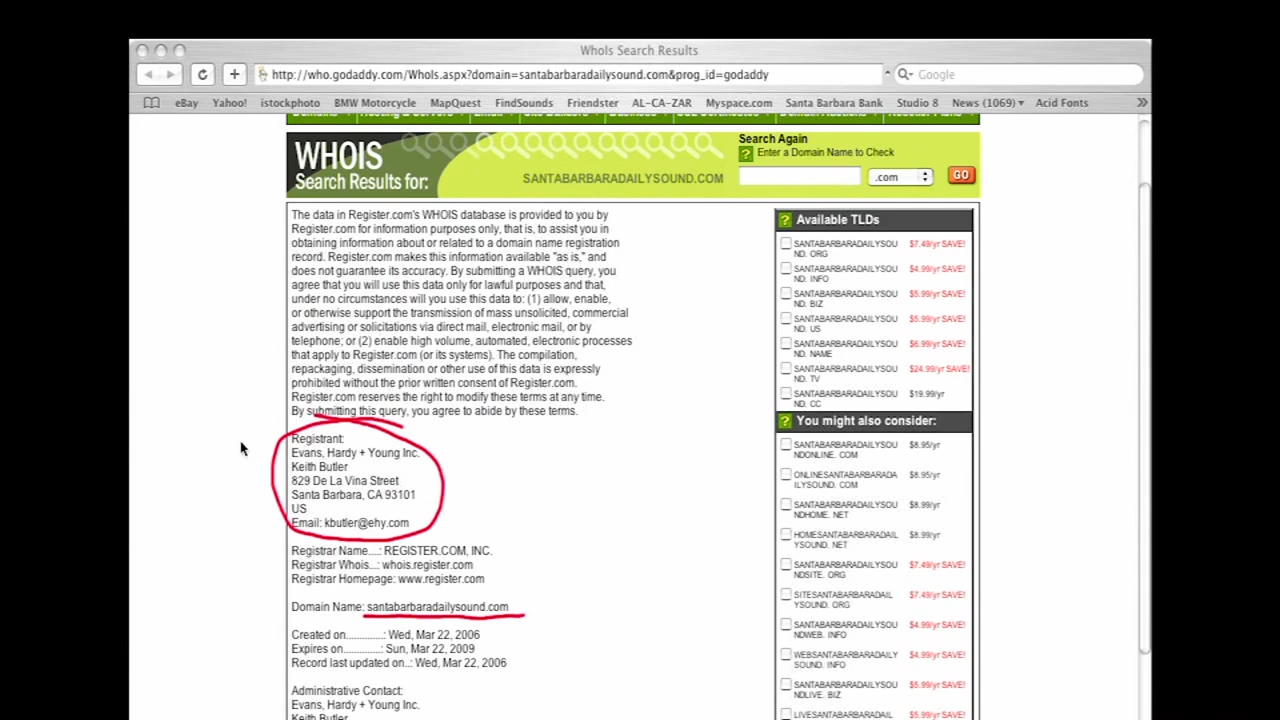 WhoIs Search Results
http://who.godaddy.com/WhoIs.aspx?domain=santabarbaradailysound.com&prog_id=godaddy
Google
eBay Yahoo! istockphoto BMW Motorcycle MapQuest FindSounds Friendster AL-CA-ZAR Myspace.com Santa Barbara Bank Studio 8 News (1069) Acid Fonts
WHOIS
Search Results for:
SANTABARBARADAILYSOUND.COM
Search Again
Enter a Domain Name to Check
.com
GO
The data in Register.com's WHOIS database is provided to you by
Register.com for information purposes only, that is, to assist you in
obtaining information about or related to a domain name registration
record. Register.com makes this information available "as is," and
does not guarantee its accuracy. By submitting a WHOIS query, you
agree that you will use this data only for lawful purposes and that,
under no circumstances will you use this data to: (1) allow, enable,
or otherwise support the transmission of mass unsolicited, commercial
advertising or solicitations via direct mail, electronic mail, or by
telephone; or (2) enable high volume, automated, electronic processes
that apply to Register.com (or its systems). The compilation,
repackaging, dissemination or other use of this data is expressly
prohibited without the prior written consent of Register.com.
Register.com reserves the right to modify these terms at any time.
By submitting this query, you agree to abide by these terms.
Registrant:
Evans, Hardy + Young Inc.
Keith Butler
829 De La Vina Street
Santa Barbara, CA 93101
US
Email: kbutler@ehy.com
Registrar Name....: REGISTER.COM, INC.
Registrar Whois...: whois.register.com
Registrar Homepage: www.register.com
Domain Name: santabarbaradailysound.com
Created on..............: Wed, Mar 22, 2006
Expires on..............: Sun, Mar 22, 2009
Record last updated on..: Wed, Mar 22, 2006
Administrative Contact:
Evans, Hardy + Young Inc.
Keith Butler
Available TLDs
SANTABARBARADAILYSOU $7.49/yr SAVE!
ND. ORG
SANTABARBARADAILYSOU $4.99/yr SAVE!
ND. INFO
SANTABARBARADAILYSOU $5.99/yr SAVE!
ND. BIZ
SANTABARBARADAILYSOU $5.99/yr SAVE!
ND. US
SANTABARBARADAILYSOU $6.99/yr SAVE!
ND. NAME
SANTABARBARADAILYSOU $24.99/yr SAVE!
ND. TV
SANTABARBARADAILYSOU $19.99/yr
ND. CC
You might also consider:
SANTABARBARADAILYSOU $8.95/yr
NDONLINE. COM
ONLINESANTABARBARADA $8.95/yr
ILYSOUND. COM
SANTABARBARADAILYSOU $8.99/yr
NDHOME. NET
HOMESANTABARBARADAIL $8.99/yr
YSOUND. NET
SANTABARBARADAILYSOU $7.49/yr SAVE!
NDSITE. ORG
SITESANTABARBARADAIL $7.49/yr SAVE!
YSOUND. ORG
SANTABARBARADAILYSOU $4.99/yr SAVE!
NDWEB. INFO
WEBSANTABARBARADAILY $4.99/yr SAVE!
SOUND. INFO
SANTABARBARADAILYSOU $5.99/yr SAVE!
NDLIVE. BIZ
LIVESANTABARBARADAIL $5.99/yr SAVE!